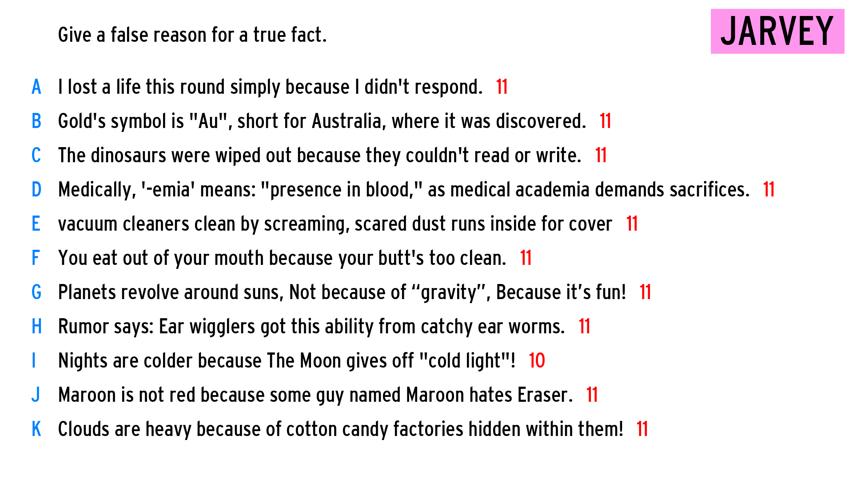 Give a false reason for a true fact.
JARVEY
A I lost a life this round simply because I didn't respond. 11
B Gold's symbol is "Au", short for Australia, where it was discovered. 11
C The dinosaurs were wiped out because they couldn't read or write. 11
D Medically, '-emia' means: "presence in blood," as medical academia demands sacrifices. 11
E vacuum cleaners clean by screaming, scared dust runs inside for cover 11
F You eat out of your mouth because your butt's too clean. 11
G Planets revolve around suns, Not because of “gravity”, Because it’s fun! 11
H Rumor says: Ear wigglers got this ability from catchy ear worms. 11
I Nights are colder because The Moon gives off "cold light"! 10
J Maroon is not red because some guy named Maroon hates Eraser. 11
K Clouds are heavy because of cotton candy factories hidden within them! 11